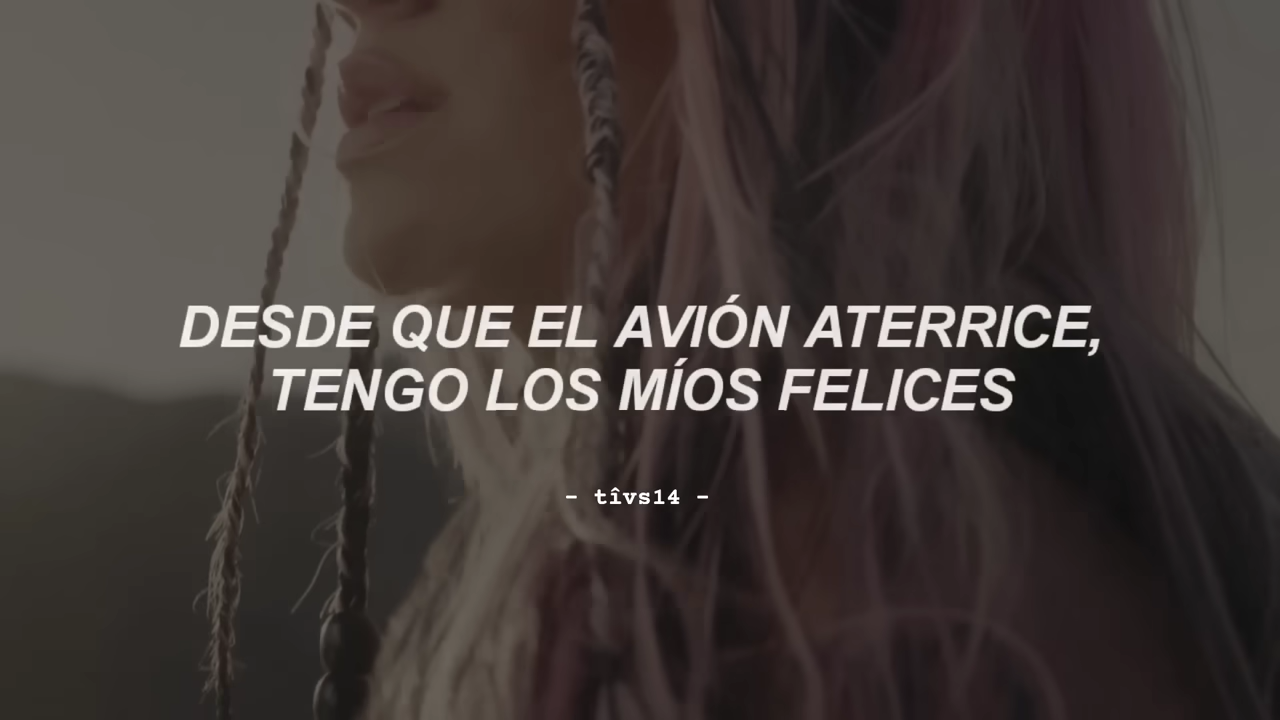 DESDE QUE EL AVIÓN ATERRICE,
TENGO LOS MÍOS FELICES
- tîvs14 -